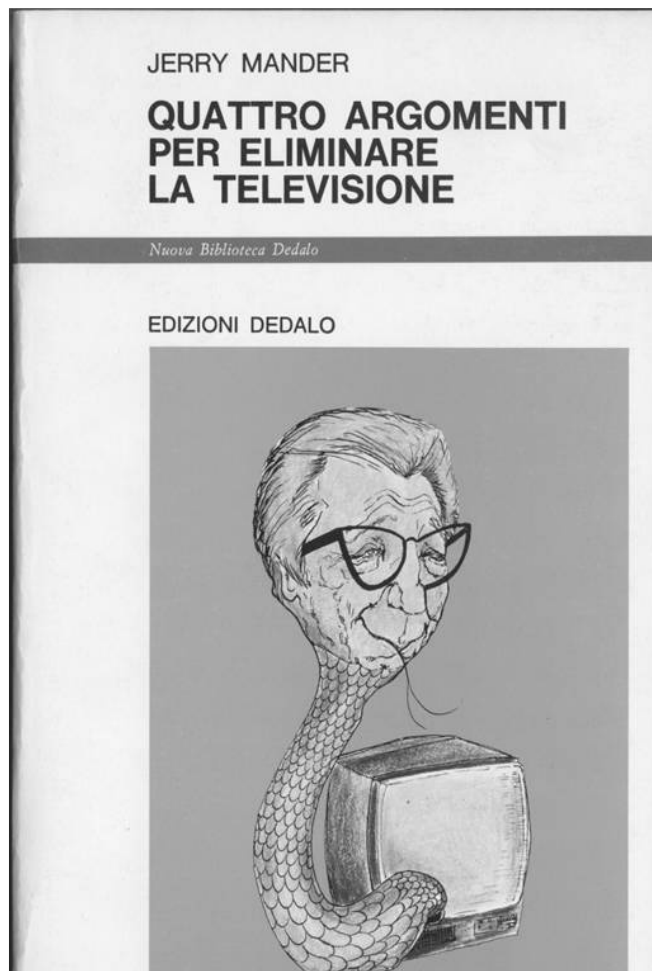 JERRY MANDER
QUATTRO ARGOMENTI
PER ELIMINARE
LA TELEVISIONE
Nuova Biblioteca Dedalo
EDIZIONI DEDALO